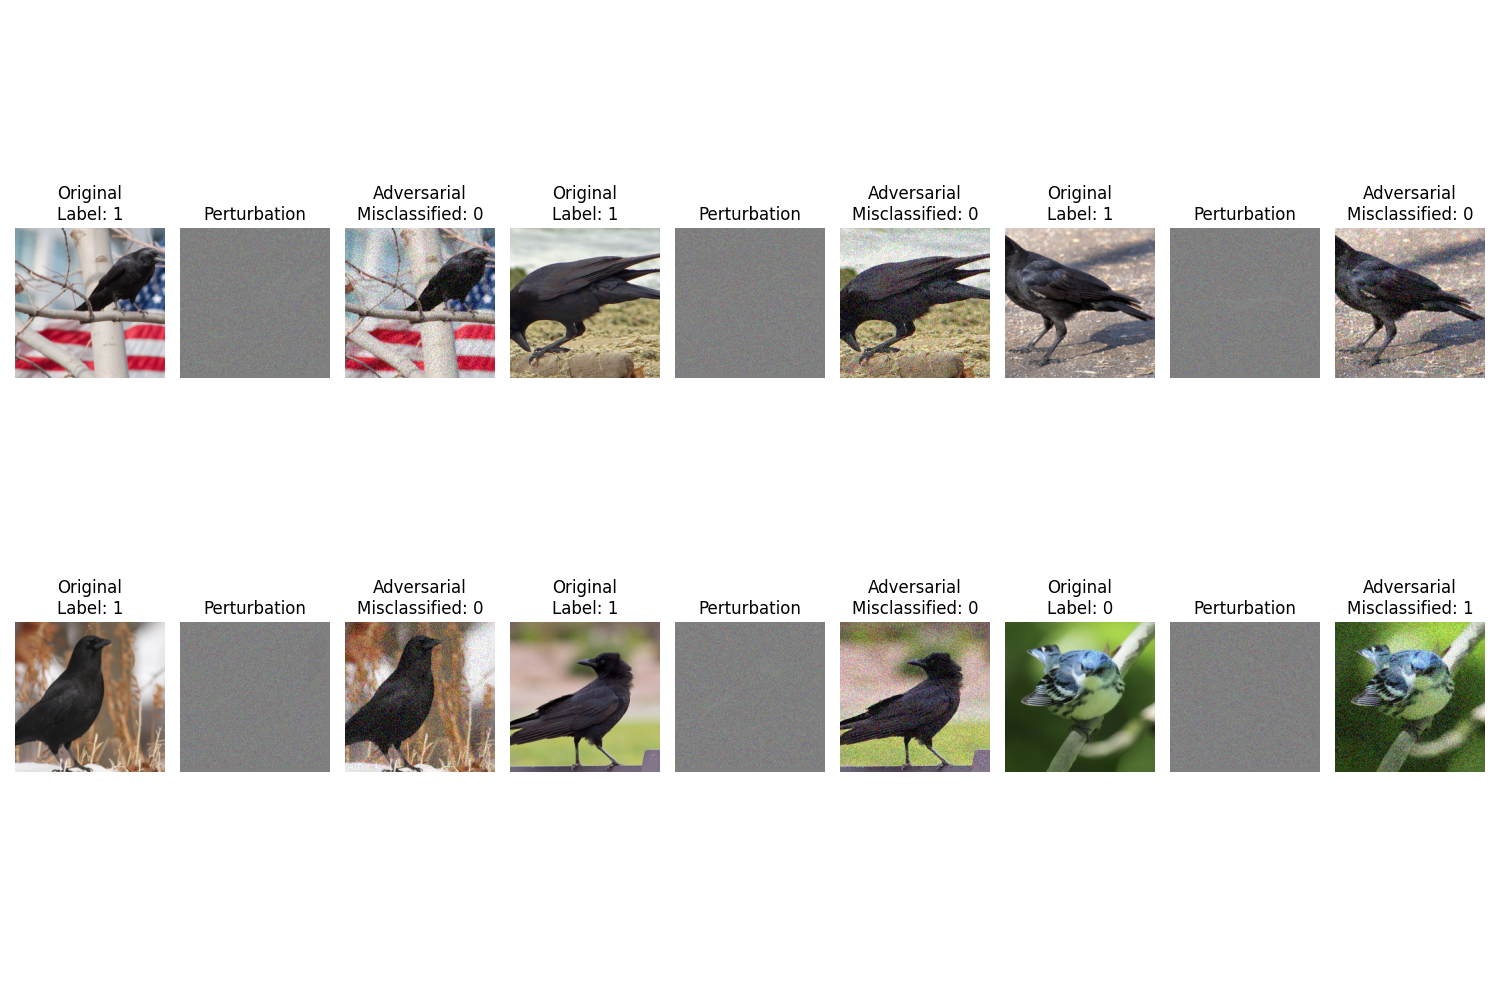 Original
Label: 1
Perturbation
Adversarial
Misclassified: 0
Original
Label: 1
Perturbation
Adversarial
Misclassified: 0
Original
Label: 1
Perturbation
Adversarial
Misclassified: 0
Original
Label: 1
Perturbation
Adversarial
Misclassified: 0
Original
Label: 1
Perturbation
Adversarial
Misclassified: 0
Original
Label: 0
Perturbation
Adversarial
Misclassified: 1